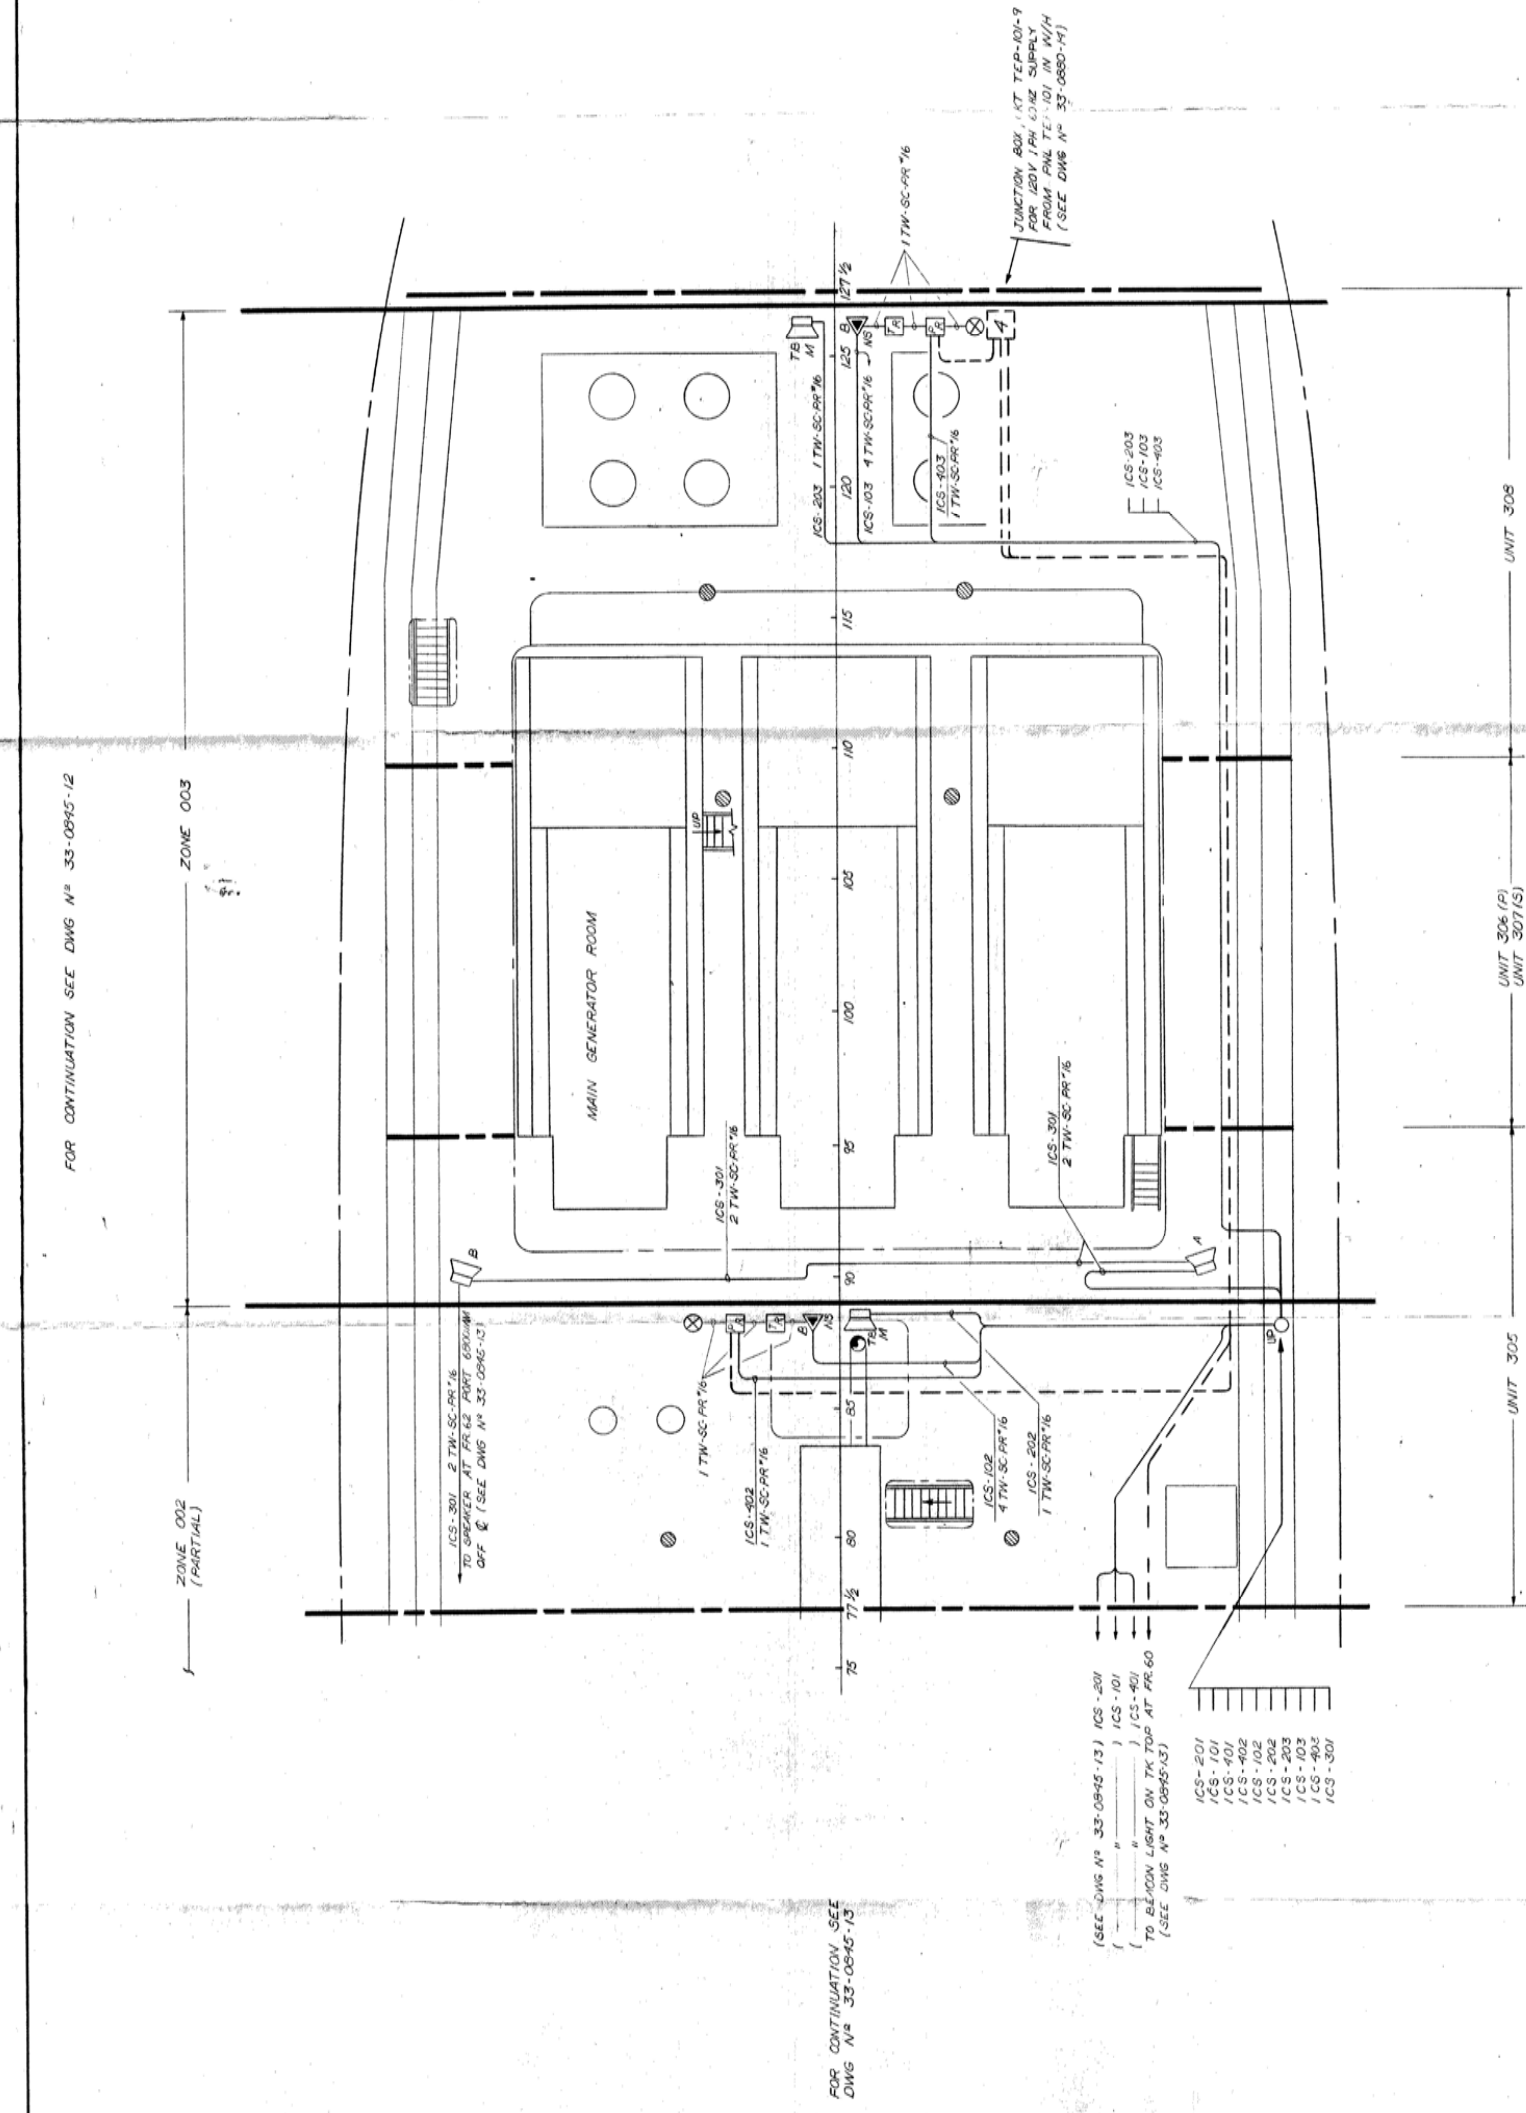 FOR CONTINUATION SEE DWG Nº 33-0845-12
ZONE 002
(PARTIAL)
ZONE 003
ICS-301 2 TW-SC-PR#16
TO SPEAKER AT FR.62 PORT
OFF ℄ (SEE DWG Nº 33-0845-13)
B
MAIN GENERATOR ROOM
UP
1 TW-SC-PR#16
ICS-402
1 TW-SC-PR#16
ICS-301
2 TW-SC-PR#16
PR
TR
B
NS
TB
M
75
77½
80
85
90
95
100
105
110
115
120
125
127½
TB
M
ICS-203 1 TW-SC-PR#16
B
NS
ICS-103 4 TW-SC-PR#16
TR
PR
4
ICS-403
1 TW-SC-PR#16
1 TW-SC-PR#16
JUNCTION BOX, CKT TEP-101-9
FOR 120V 1PH 60HZ SUPPLY
FROM PNL TEP-101 IN W/H
(SEE DWG Nº 33-0880-14)
ICS-102
4 TW-SC-PR#16
ICS-202
1 TW-SC-PR#16
ICS-301
2 TW-SC-PR#16
A
UP
ICS-203
ICS-103
ICS-403
FOR CONTINUATION SEE
DWG Nº 33-0845-13
(SEE DWG Nº 33-0845-13) ICS-201
( " ) ICS-101
( " ) ICS-401
TO BEACON LIGHT ON TK TOP AT FR.60
(SEE DWG Nº 33-0845-13)
ICS-201
ICS-101
ICS-401
ICS-402
ICS-102
ICS-202
ICS-203
ICS-103
ICS-403
ICS-301
UNIT 305
UNIT 306 (P)
UNIT 307 (S)
UNIT 308